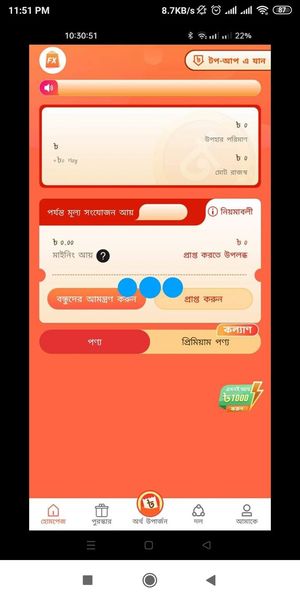 11:51 PM
8.7KB/s
87
10:30:51
22%
FX
টপ-আপ এ যান
৳ ০
উপহার পরিমাণ
৳
৳ ০
মোট রাজস্ব
পর্যন্ত মূল্য সংযোজন আয়
নিয়মাবলী
৳ ০.০০
৳ ০
মাইনিং আয় ?
প্রাপ্ত করতে উপলব্ধ
বন্ধুদের আমন্ত্রণ করুন
প্রাপ্ত করুন
কল্যাণ
পণ্য
প্রিমিয়াম পণ্য
৳1000
করুন
হোমপেজ
পুরস্কার
অর্থ উপার্জন
দল
আমাকে